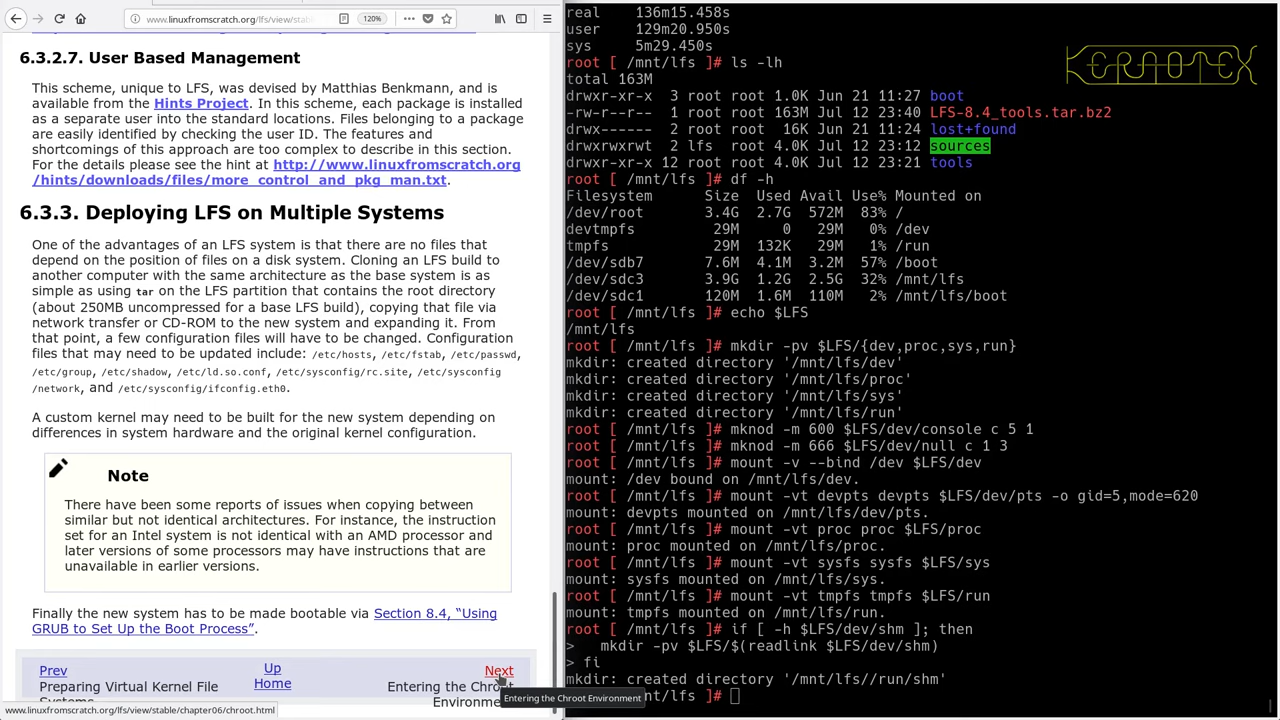 www.linuxfromscratch.org/lfs/view/stab
120%
6.3.2.7. User Based Management
This scheme, unique to LFS, was devised by Matthias Benkmann, and is
available from the Hints Project. In this scheme, each package is installed
as a separate user into the standard locations. Files belonging to a package
are easily identified by checking the user ID. The features and
shortcomings of this approach are too complex to describe in this section.
For the details please see the hint at http://www.linuxfromscratch.org
/hints/downloads/files/more_control_and_pkg_man.txt.
6.3.3. Deploying LFS on Multiple Systems
One of the advantages of an LFS system is that there are no files that
depend on the position of files on a disk system. Cloning an LFS build to
another computer with the same architecture as the base system is as
simple as using tar on the LFS partition that contains the root directory
(about 250MB uncompressed for a base LFS build), copying that file via
network transfer or CD-ROM to the new system and expanding it. From
that point, a few configuration files will have to be changed. Configuration
files that may need to be updated include: /etc/hosts, /etc/fstab, /etc/passwd,
/etc/group, /etc/shadow, /etc/ld.so.conf, /etc/sysconfig/rc.site, /etc/sysconfig
/network, and /etc/sysconfig/ifconfig.eth0.
A custom kernel may need to be built for the new system depending on
differences in system hardware and the original kernel configuration.
Note
There have been some reports of issues when copying between
similar but not identical architectures. For instance, the instruction
set for an Intel system is not identical with an AMD processor and
later versions of some processors may have instructions that are
unavailable in earlier versions.
Finally the new system has to be made bootable via Section 8.4, “Using
GRUB to Set Up the Boot Process”.
Prev
Up
Next
Preparing Virtual Kernel File
Home
Entering the Chroot
Systems
Environment
Entering the Chroot Environment
www.linuxfromscratch.org/lfs/view/stable/chapter06/chroot.html
real 136m15.458s
user 129m20.950s
sys 5m29.450s
root [ /mnt/lfs ]# ls -lh
total 163M
drwxr-xr-x 3 root root 1.0K Jun 21 11:27 boot
-rw-r--r-- 1 root root 163M Jul 12 23:40 LFS-8.4_tools.tar.bz2
drwx------ 2 root root 16K Jun 21 11:24 lost+found
drwxrwxrwt 2 lfs root 4.0K Jul 12 23:12 sources
drwxr-xr-x 12 root root 4.0K Jul 12 23:21 tools
root [ /mnt/lfs ]# df -h
Filesystem Size Used Avail Use% Mounted on
/dev/root 3.4G 2.7G 572M 83% /
devtmpfs 29M 0 29M 0% /dev
tmpfs 29M 132K 29M 1% /run
/dev/sdb7 7.6M 4.1M 3.2M 57% /boot
/dev/sdc3 3.9G 1.2G 2.5G 32% /mnt/lfs
/dev/sdc1 120M 1.6M 110M 2% /mnt/lfs/boot
root [ /mnt/lfs ]# echo $LFS
/mnt/lfs
root [ /mnt/lfs ]# mkdir -pv $LFS/{dev,proc,sys,run}
mkdir: created directory '/mnt/lfs/dev'
mkdir: created directory '/mnt/lfs/proc'
mkdir: created directory '/mnt/lfs/sys'
mkdir: created directory '/mnt/lfs/run'
root [ /mnt/lfs ]# mknod -m 600 $LFS/dev/console c 5 1
root [ /mnt/lfs ]# mknod -m 666 $LFS/dev/null c 1 3
root [ /mnt/lfs ]# mount -v --bind /dev $LFS/dev
mount: /dev bound on /mnt/lfs/dev.
root [ /mnt/lfs ]# mount -vt devpts devpts $LFS/dev/pts -o gid=5,mode=620
mount: devpts mounted on /mnt/lfs/dev/pts.
root [ /mnt/lfs ]# mount -vt proc proc $LFS/proc
mount: proc mounted on /mnt/lfs/proc.
root [ /mnt/lfs ]# mount -vt sysfs sysfs $LFS/sys
mount: sysfs mounted on /mnt/lfs/sys.
root [ /mnt/lfs ]# mount -vt tmpfs tmpfs $LFS/run
mount: tmpfs mounted on /mnt/lfs/run.
root [ /mnt/lfs ]# if [ -h $LFS/dev/shm ]; then
> mkdir -pv $LFS/$(readlink $LFS/dev/shm)
> fi
mkdir: created directory '/mnt/lfs//run/shm'
/mnt/lfs ]#